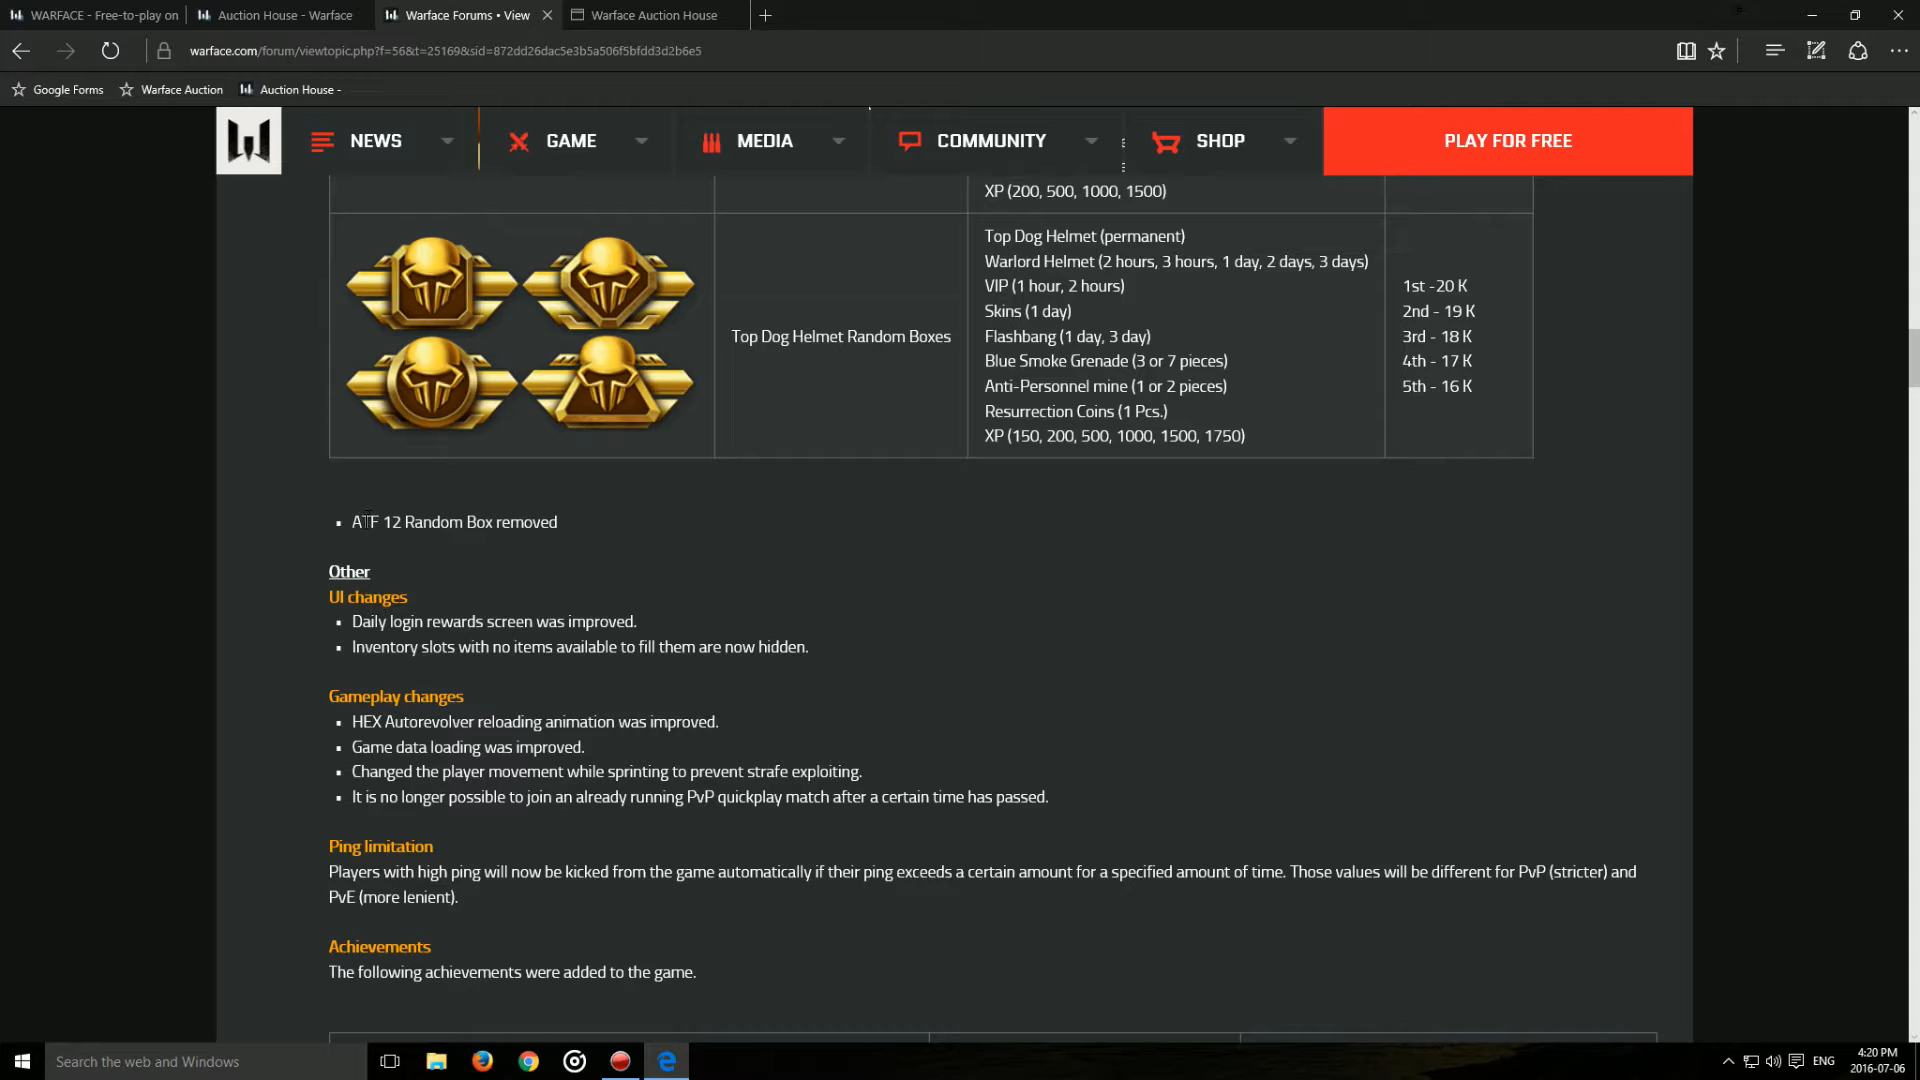 WARFACE - Free-to-play on
Auction House - Warface
Warface Forums • View
Warface Auction House
warface.com/forum/viewtopic.php?f=56&t=25169&sid=872dd26dac5e3b5a506f5bfdd3d2b6e5
Google Forms
Warface Auction
Auction House -
NEWS
GAME
MEDIA
COMMUNITY
SHOP
PLAY FOR FREE
XP (200, 500, 1000, 1500)
Top Dog Helmet Random Boxes
Top Dog Helmet (permanent)
Warlord Helmet (2 hours, 3 hours, 1 day, 2 days, 3 days)
VIP (1 hour, 2 hours)
Skins (1 day)
Flashbang (1 day, 3 day)
Blue Smoke Grenade (3 or 7 pieces)
Anti-Personnel mine (1 or 2 pieces)
Resurrection Coins (1 Pcs.)
XP (150, 200, 500, 1000, 1500, 1750)
1st -20 K
2nd - 19 K
3rd - 18 K
4th - 17 K
5th - 16 K
ATF 12 Random Box removed
Other
UI changes
Daily login rewards screen was improved.
Inventory slots with no items available to fill them are now hidden.
Gameplay changes
HEX Autorevolver reloading animation was improved.
Game data loading was improved.
Changed the player movement while sprinting to prevent strafe exploiting.
It is no longer possible to join an already running PvP quickplay match after a certain time has passed.
Ping limitation
Players with high ping will now be kicked from the game automatically if their ping exceeds a certain amount for a specified amount of time. Those values will be different for PvP (stricter) and
PvE (more lenient).
Achievements
The following achievements were added to the game.
Search the web and Windows
ENG
4:20 PM
2016-07-06